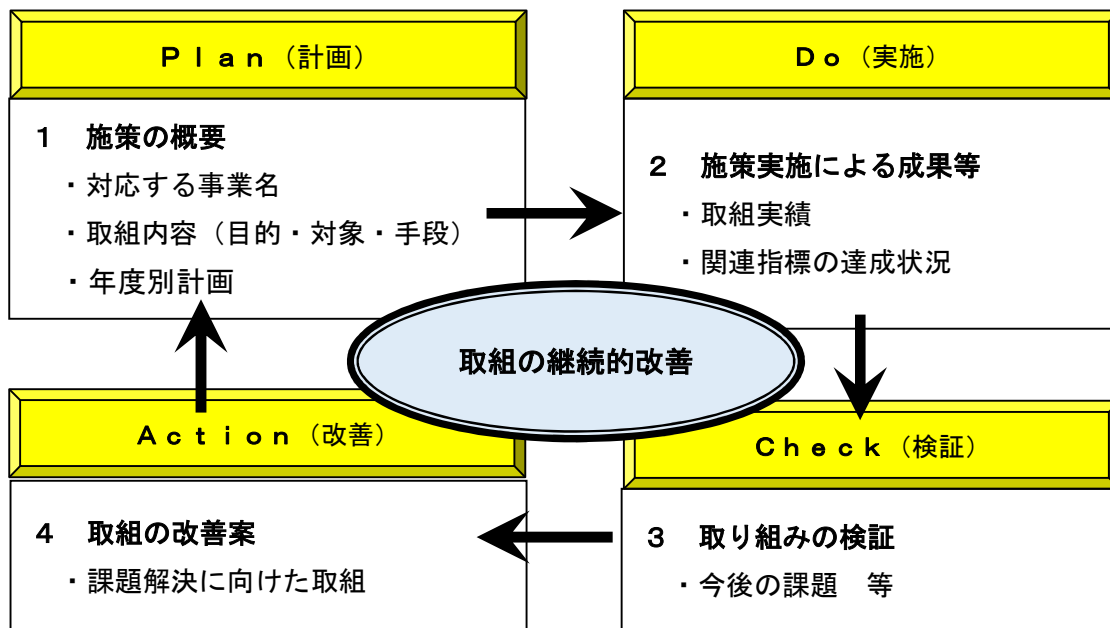 Ｐｌａｎ（計画）
１　施策の概要
・対応する事業名
・取組内容（目的・対象・手段）
・年度別計画
Ｄｏ（実施）
２　施策実施による成果等
・取組実績
・関連指標の達成状況
取組の継続的改善
Ｃｈｅｃｋ（検証）
３　取り組みの検証
・今後の課題　等
Ａｃｔｉｏｎ（改善）
４　取組の改善案
・課題解決に向けた取組